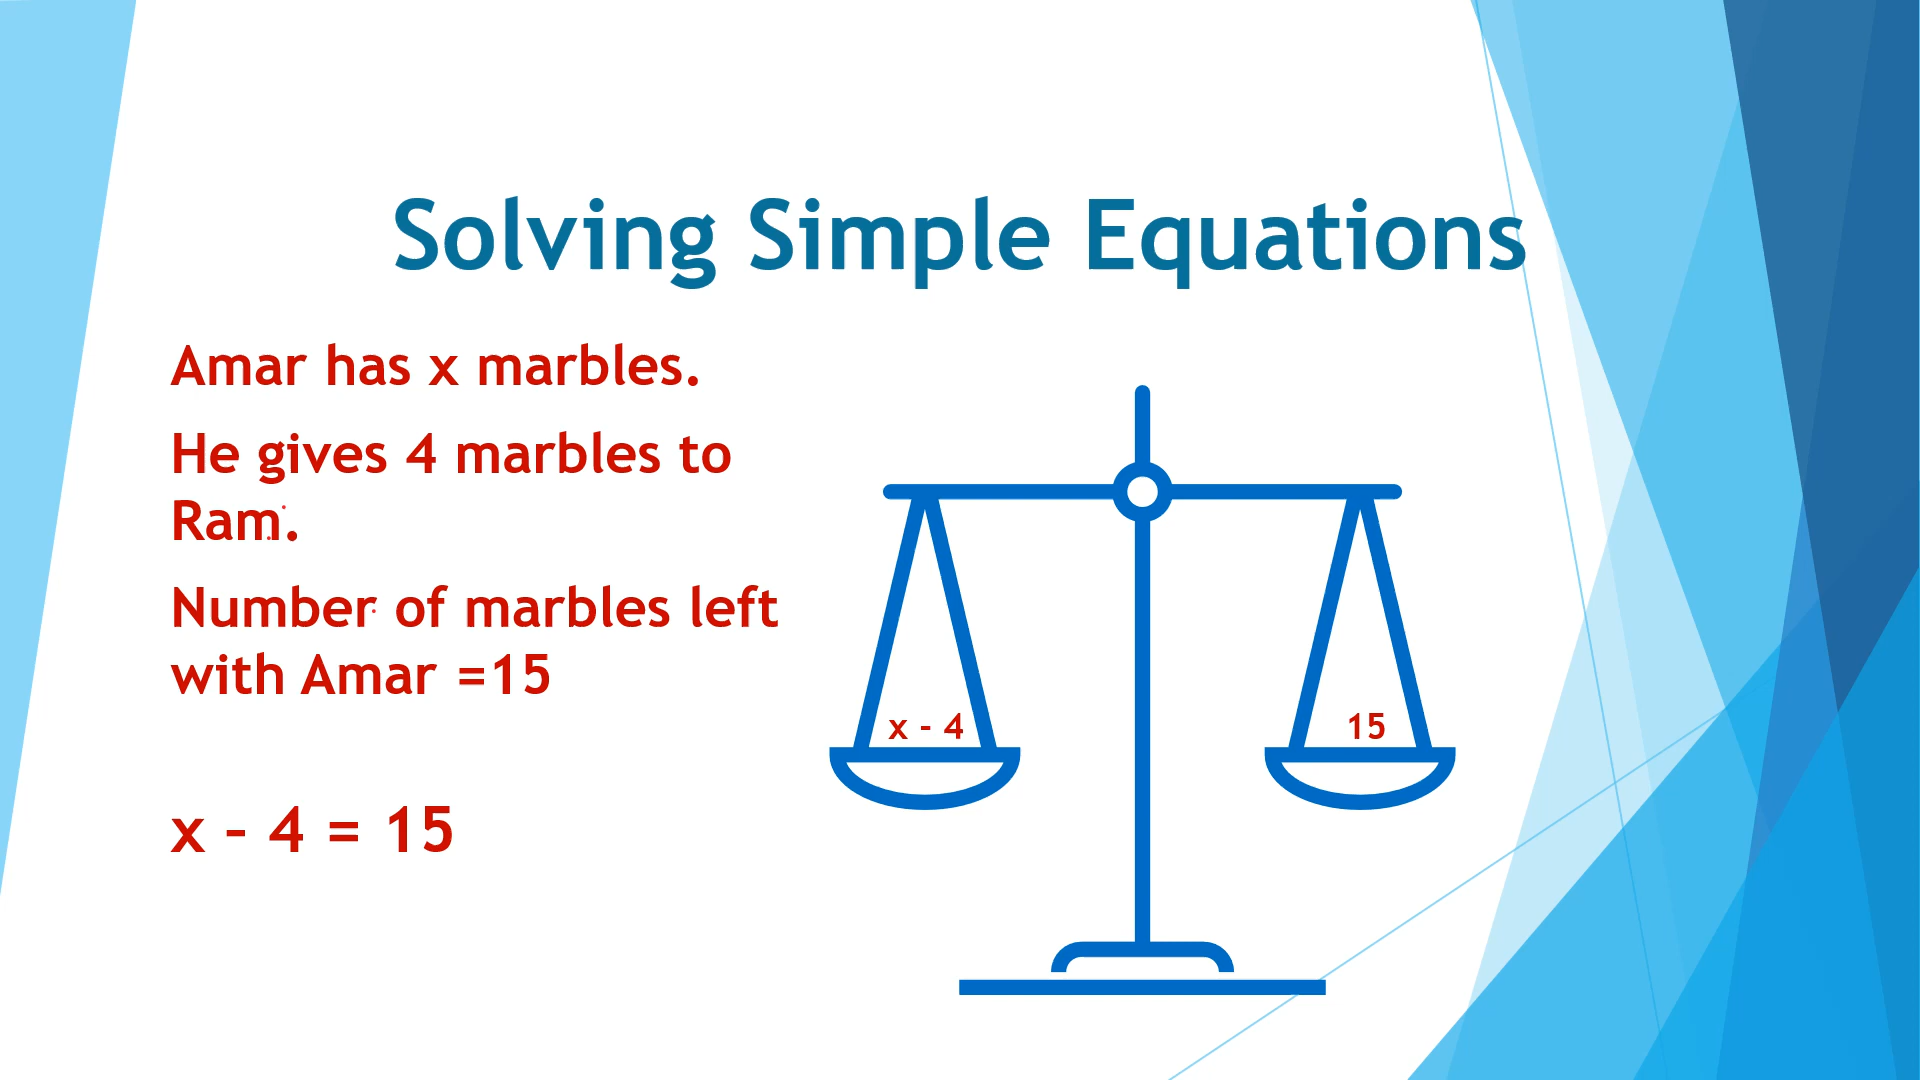 Solving Simple Equations
Amar has x marbles.
He gives 4 marbles to
Ram.
Number of marbles left
with Amar =15
x - 4
15
x - 4 = 15